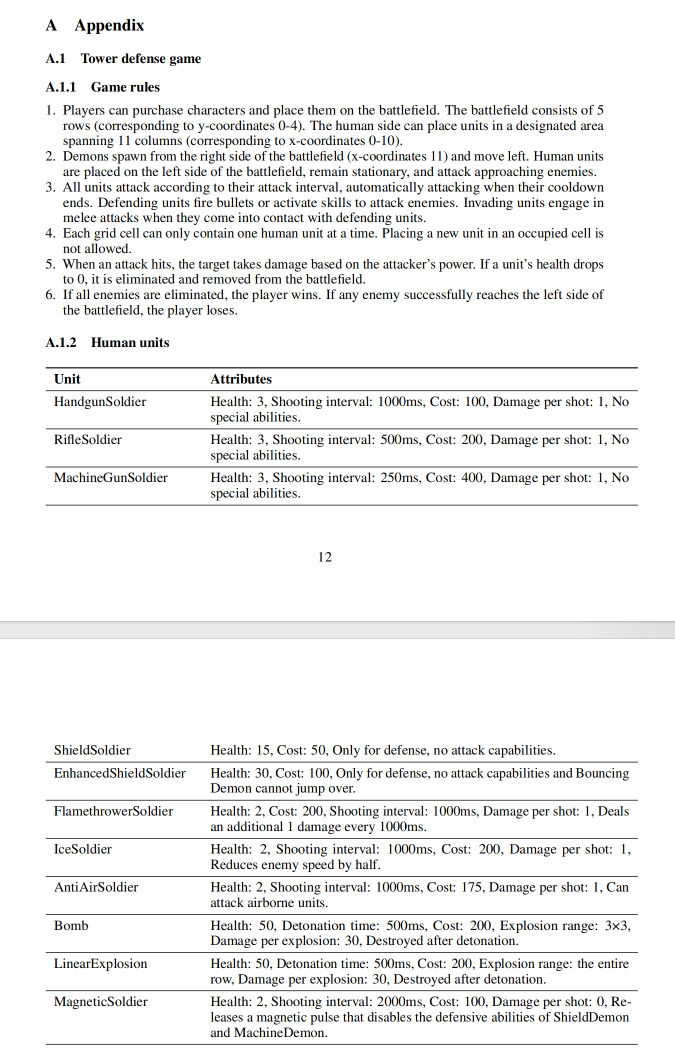 A Appendix
A.1 Tower defense game
A.1.1 Game rules
1. Players can purchase characters and place them on the battlefield. The battlefield consists of 5
rows (corresponding to y-coordinates 0-4). The human side can place units in a designated area
spanning 11 columns (corresponding to x-coordinates 0-10).
2. Demons spawn from the right side of the battlefield (x-coordinates 11) and move left. Human units
are placed on the left side of the battlefield, remain stationary, and attack approaching enemies.
3. All units attack according to their attack interval, automatically attacking when their cooldown
ends. Defending units fire bullets or activate skills to attack enemies. Invading units engage in
melee attacks when they come into contact with defending units.
4. Each grid cell can only contain one human unit at a time. Placing a new unit in an occupied cell is
not allowed.
5. When an attack hits, the target takes damage based on the attacker's power. If a unit's health drops
to 0, it is eliminated and removed from the battlefield.
6. If all enemies are eliminated, the player wins. If any enemy successfully reaches the left side of
the battlefield, the player loses.
A.1.2 Human units
Unit Attributes
HandgunSoldier Health: 3, Shooting interval: 1000ms, Cost: 100, Damage per shot: 1, No
special abilities.
RifleSoldier Health: 3, Shooting interval: 500ms, Cost: 200, Damage per shot: 1, No
special abilities.
MachineGunSoldier Health: 3, Shooting interval: 250ms, Cost: 400, Damage per shot: 1, No
special abilities.
12
ShieldSoldier Health: 15, Cost: 50, Only for defense, no attack capabilities.
EnhancedShieldSoldier Health: 30, Cost: 100, Only for defense, no attack capabilities and Bouncing
Demon cannot jump over.
FlamethrowerSoldier Health: 2, Cost: 200, Shooting interval: 1000ms, Damage per shot: 1, Deals
an additional 1 damage every 1000ms.
IceSoldier Health: 2, Shooting interval: 1000ms, Cost: 200, Damage per shot: 1,
Reduces enemy speed by half.
AntiAirSoldier Health: 2, Shooting interval: 1000ms, Cost: 175, Damage per shot: 1, Can
attack airborne units.
Bomb Health: 50, Detonation time: 500ms, Cost: 200, Explosion range: 3×3,
Damage per explosion: 30, Destroyed after detonation.
LinearExplosion Health: 50, Detonation time: 500ms, Cost: 200, Explosion range: the entire
row, Damage per explosion: 30, Destroyed after detonation.
MagneticSoldier Health: 2, Shooting interval: 2000ms, Cost: 100, Damage per shot: 0, Re-
leases a magnetic pulse that disables the defensive abilities of ShieldDemon
and MachineDemon.